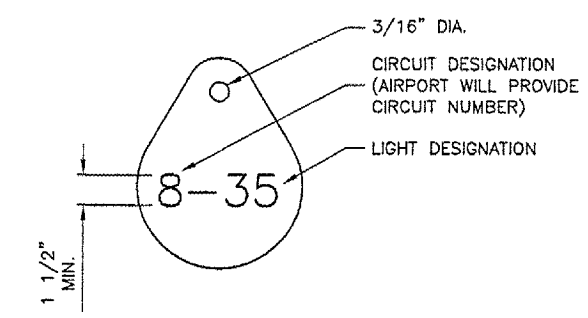 3/16" DIA.
CIRCUIT DESIGNATION
(AIRPORT WILL PROVIDE
CIRCUIT NUMBER)
LIGHT DESIGNATION
8-35
1 1/2"
MIN.